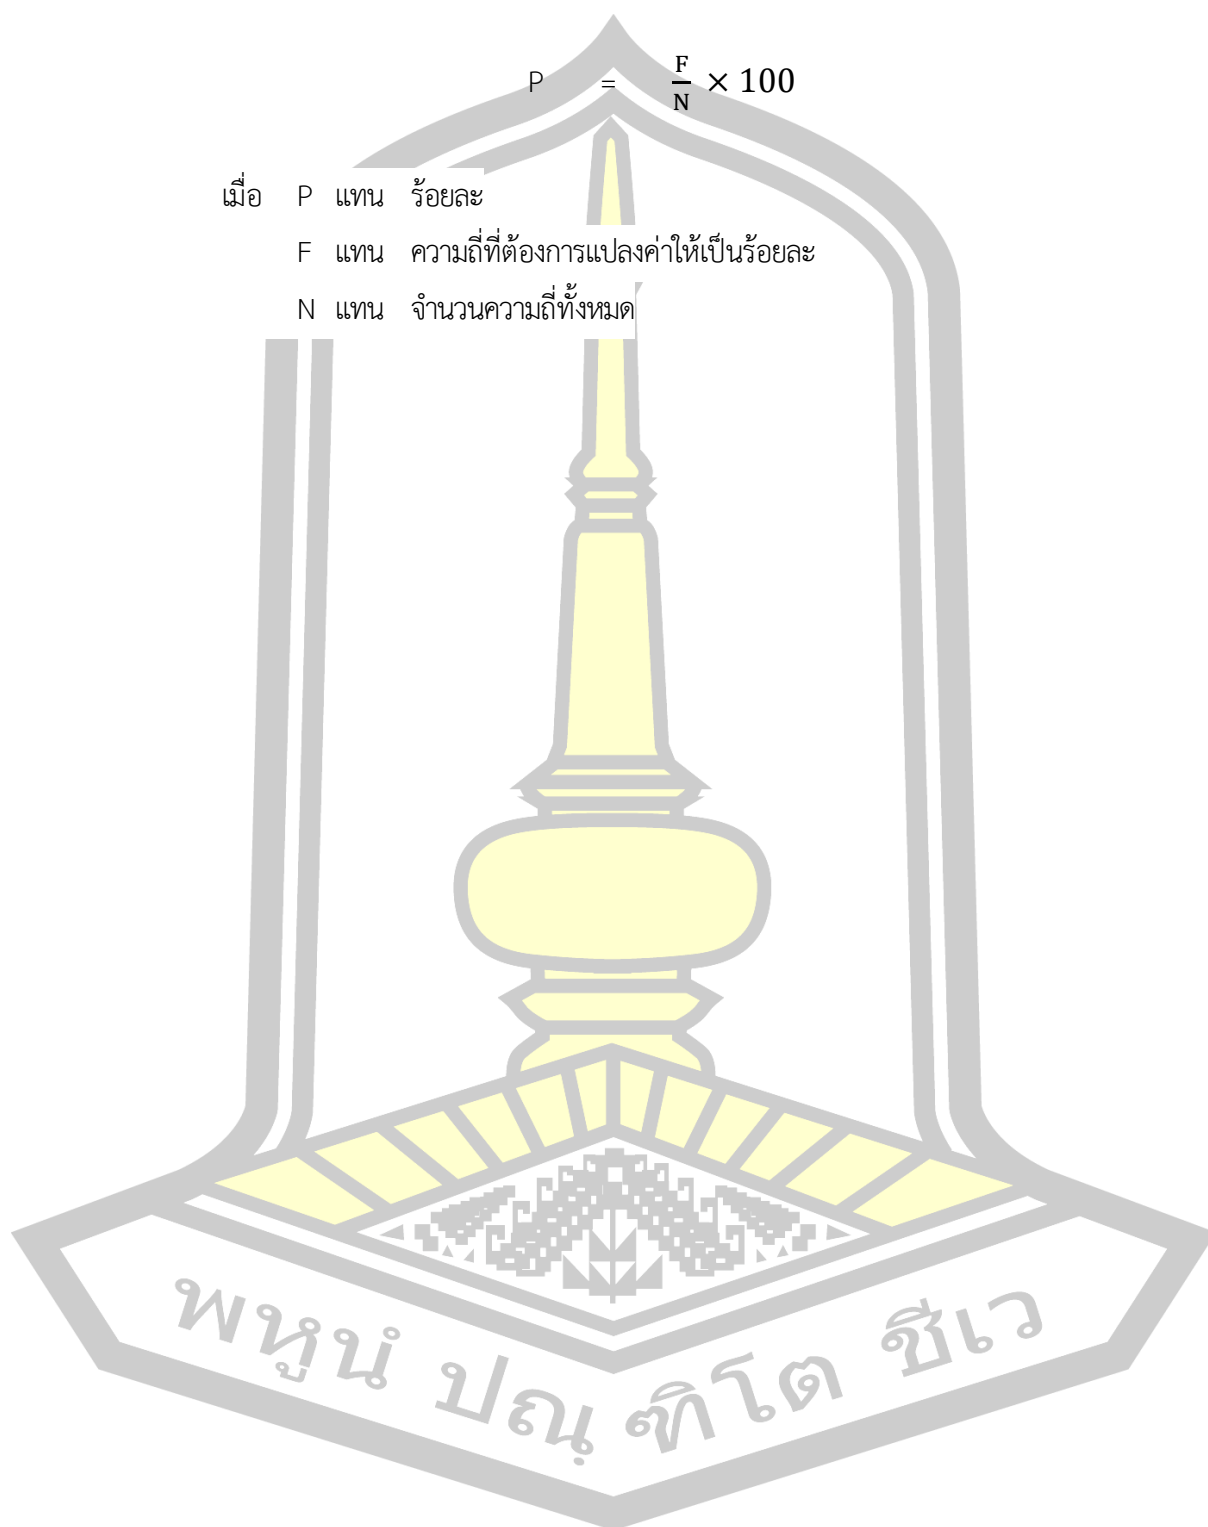 P = F/N × 100
เมื่อ P แทน ร้อยละ
F แทน ความถี่ที่ต้องการแปลงค่าให้เป็นร้อยละ
N แทน จำนวนความถี่ทั้งหมด
พหูนํ ปณฺฑิโต ชีเว